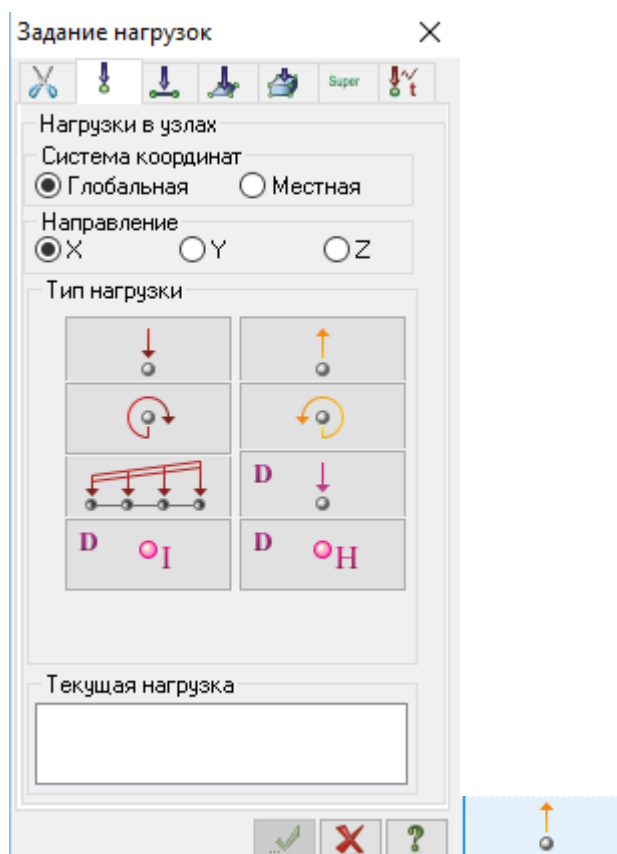 Задание нагрузок
Super
t
Нагрузки в узлах
Система координат
Глобальная Местная
Направление
X Y Z
Тип нагрузки
D
D I D H
Текущая нагрузка
?